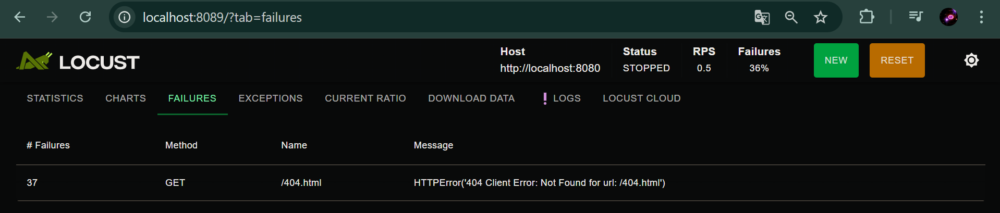 localhost:8089/?tab=failures
LOCUST
Host
http://localhost:8080
Status
STOPPED
RPS
0.5
Failures
36%
NEW
RESET
STATISTICS CHARTS FAILURES EXCEPTIONS CURRENT RATIO DOWNLOAD DATA LOGS LOCUST CLOUD
# Failures Method Name Message
37 GET /404.html HTTPError('404 Client Error: Not Found for url: /404.html')